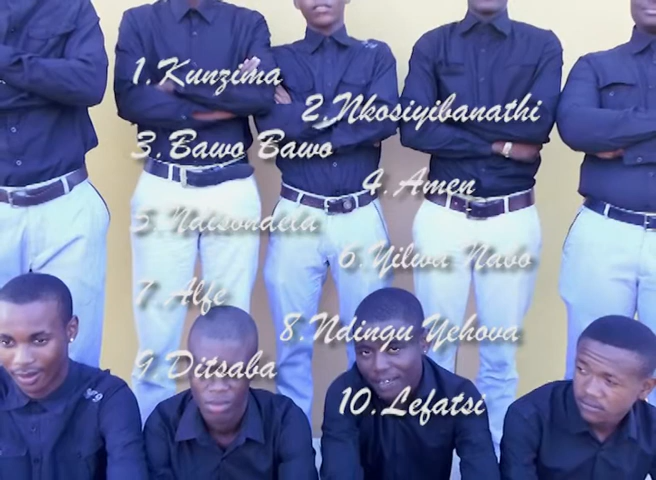 1.Kunzima
2.Nkosiyibanathi
3.Bawo Bawo
4.Amen
5.Ndisondela
6.Yilwa Nabo
7.Alfe
8.Ndingu Yehova
9.Ditsaba
10.Lefatsi